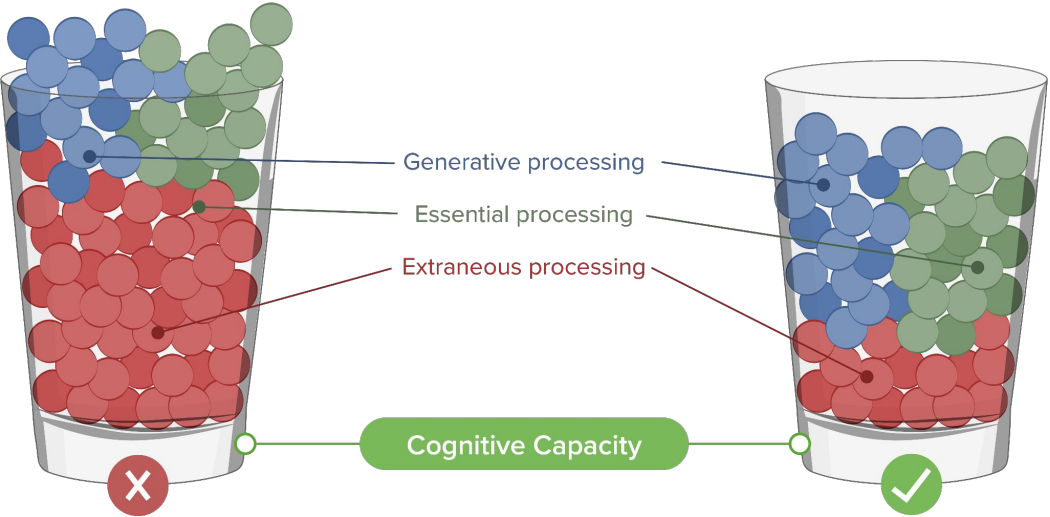 Generative processing
Essential processing
Extraneous processing
Cognitive Capacity